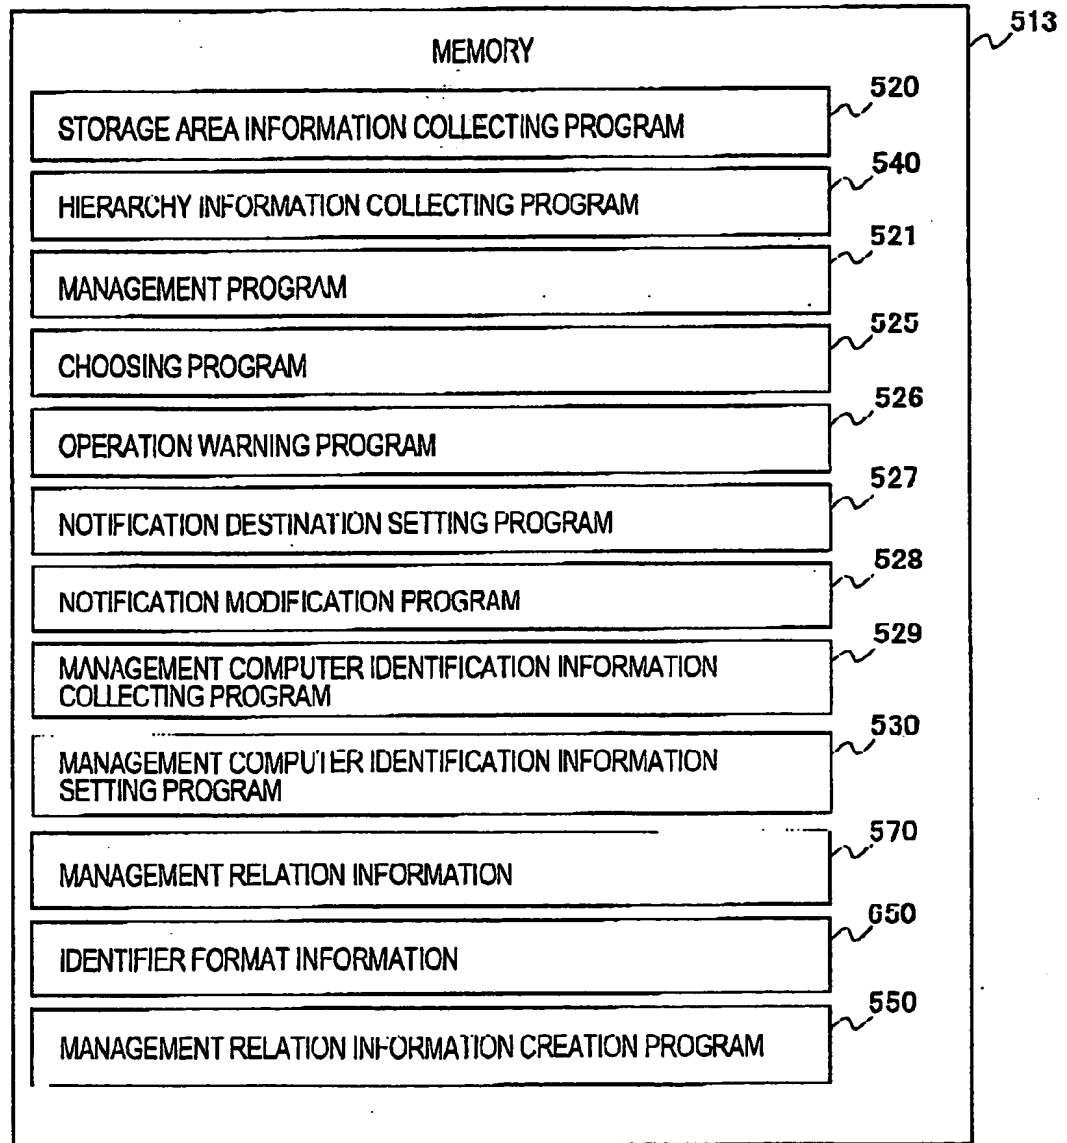 513
MEMORY
520
STORAGE AREA INFORMATION COLLECTING PROGRAM
540
HIERARCHY INFORMATION COLLECTING PROGRAM
521
MANAGEMENT PROGRAM
525
CHOOSING PROGRAM
526
OPERATION WARNING PROGRAM
527
NOTIFICATION DESTINATION SETTING PROGRAM
528
NOTIFICATION MODIFICATION PROGRAM
529
MANAGEMENT COMPUTER IDENTIFICATION INFORMATION
COLLECTING PROGRAM
530
MANAGEMENT COMPUTER IDENTIFICATION INFORMATION
SETTING PROGRAM
570
MANAGEMENT RELATION INFORMATION
650
IDENTIFIER FORMAT INFORMATION
550
MANAGEMENT RELATION INFORMATION CREATION PROGRAM